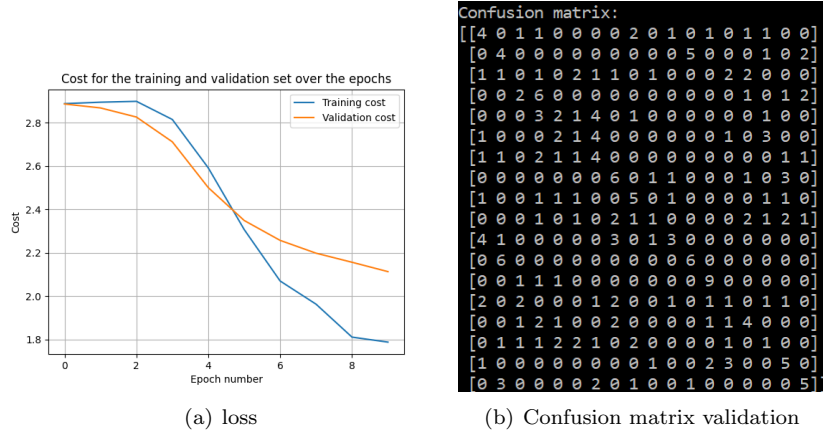 Cost for the training and validation set over the epochs
Training cost
Validation cost
2.8
2.6
2.4
2.2
2.0
1.8
Cost
0 2 4 6 8
Epoch number
(a) loss
Confusion matrix:
[[4 0 1 1 0 0 0 0 2 0 1 0 1 0 1 1 0 0]
[0 4 0 0 0 0 0 0 0 0 0 5 0 0 0 1 0 2]
[1 1 0 1 0 2 1 1 0 1 0 0 0 2 2 0 0 0]
[0 0 2 6 0 0 0 0 0 0 0 0 0 0 1 0 1 2]
[0 0 0 3 2 1 4 0 1 0 0 0 0 0 0 1 0 0]
[1 0 0 0 2 1 4 0 0 0 0 0 0 1 0 3 0 0]
[1 1 0 2 1 1 4 0 0 0 0 0 0 0 0 0 1 1]
[0 0 0 0 0 0 0 6 0 1 1 0 0 0 1 0 3 0]
[1 0 0 1 1 1 0 0 5 0 1 0 0 0 0 1 1 0]
[0 0 0 1 0 1 0 2 1 1 0 0 0 0 2 1 2 1]
[4 1 0 0 0 0 0 3 0 1 3 0 0 0 0 0 0 0]
[0 6 0 0 0 0 0 0 0 0 0 6 0 0 0 0 0 0]
[0 0 1 1 1 0 0 0 0 0 0 0 9 0 0 0 0 0]
[2 0 2 0 0 0 1 2 0 0 1 0 1 1 0 1 1 0]
[0 0 1 2 1 0 0 2 0 0 0 0 1 1 4 0 0 0]
[0 1 1 1 2 2 1 0 2 0 0 0 0 1 0 1 0 0]
[1 0 0 0 0 0 0 0 0 1 0 0 2 3 0 0 5 0]
[0 3 0 0 0 0 2 0 1 0 0 1 0 0 0 0 0 5]]
(b) Confusion matrix validation